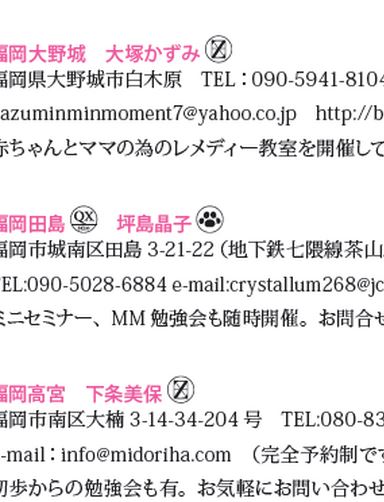 福岡大野城　大塚かずみ
福岡県大野城市白木原　TEL：090-5941-8104
azuminminmoment7@yahoo.co.jp　http://b
赤ちゃんとママの為のレメディー教室を開催して
福岡田島 QX　坪島晶子
福岡市城南区田島 3-21-22（地下鉄七隈線茶山
TEL:090-5028-6884 e-mail:crystallum268@jc
ミニセミナー、MM 勉強会も随時開催。お問合せ
福岡高宮　下条美保
福岡市南区大楠 3-14-34-204 号　TEL:080-83
-mail：info@midoriha.com　（完全予約制です
初歩からの勉強会も有。お気軽にお問い合わせ